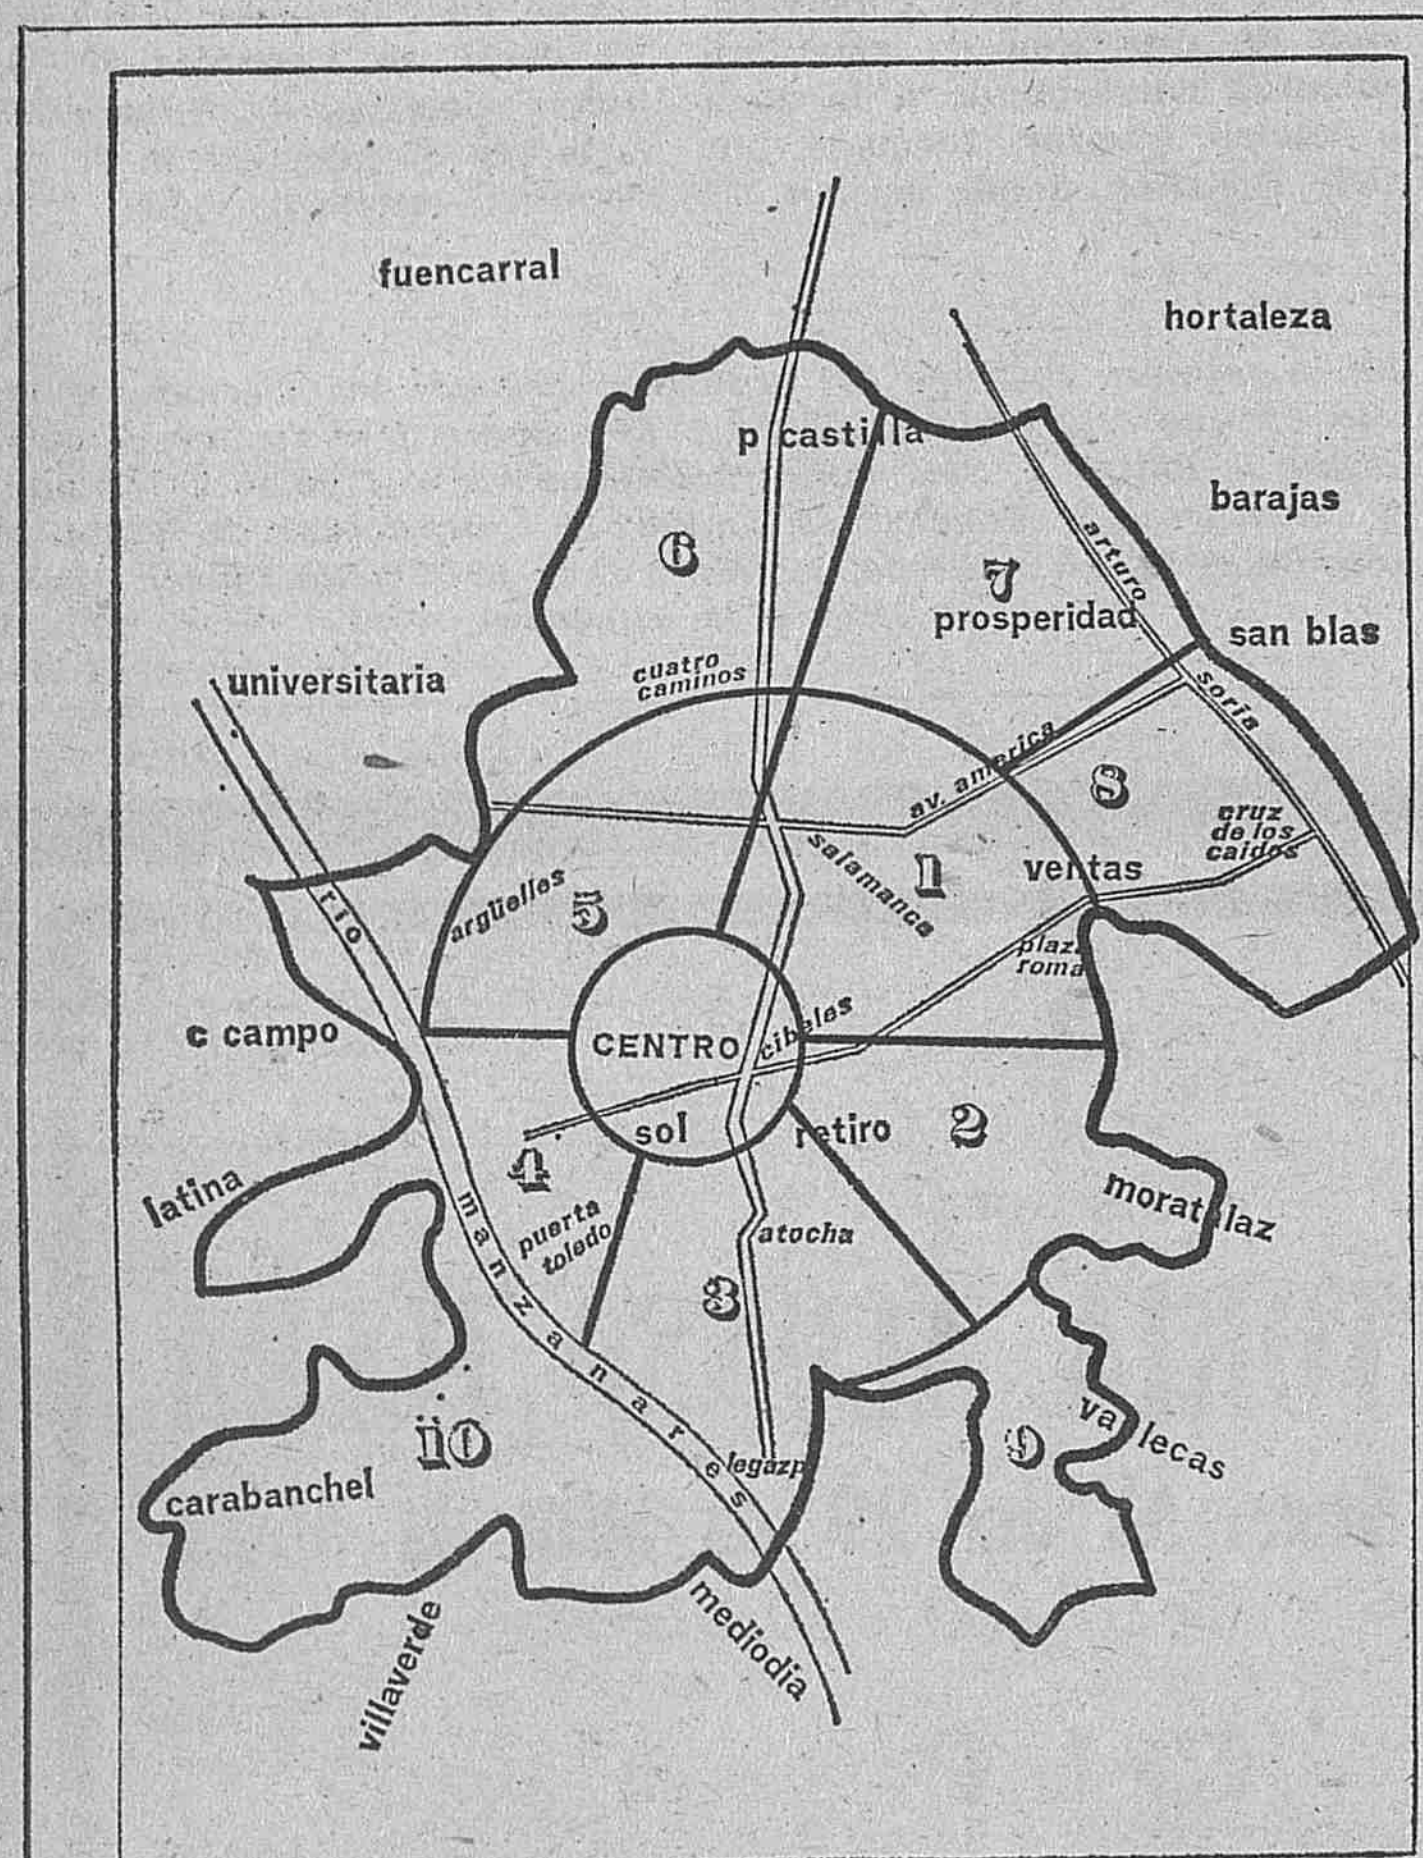 fuencarral
hortaleza
p castilla
barajas
6
arturo
7
prosperidad
san blas
cuatro
caminos
universitaria
soria
av. america
8
cruz
de los
caidos
salamanca
1
ventas
argüelles
5
rio
plaza
roma
c campo
CENTRO
cibeles
sol
retiro
2
4
latina
moratalaz
manzanares
puerta
toledo
atocha
3
10
vallecas
9
legazpi
carabanchel
villaverde
mediodia